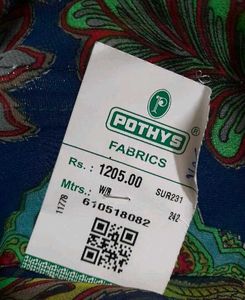 P
POTHYS®
FABRICS
Rs. : 1205.00
Mtrs.: W/R SUR231
11778 242
610518082